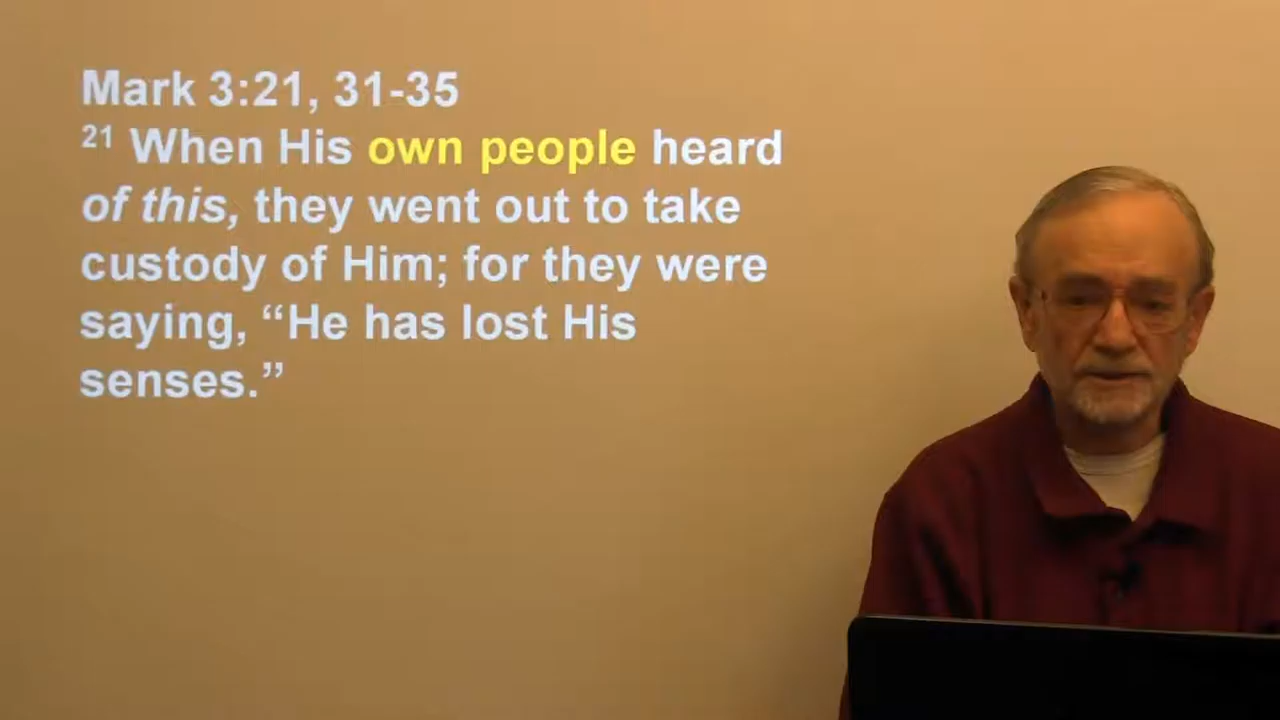 Mark 3:21, 31-35
21 When His own people heard
of this, they went out to take
custody of Him; for they were
saying, “He has lost His
senses.”